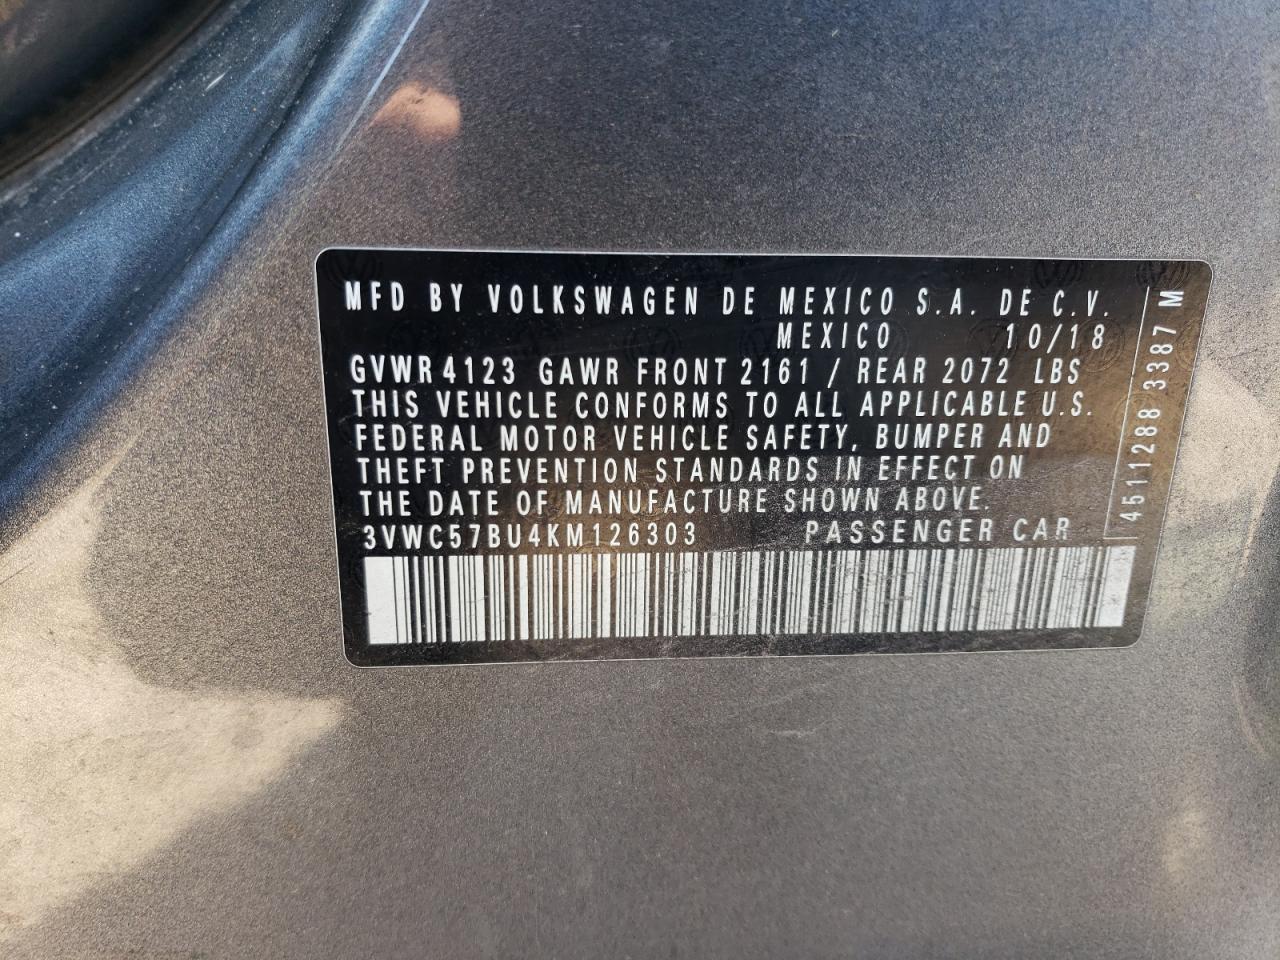 MFD BY VOLKSWAGEN DE MEXICO S.A. DE C.V.
MEXICO 10/18
GVWR 4123 GAWR FRONT 2161 / REAR 2072 LBS
THIS VEHICLE CONFORMS TO ALL APPLICABLE U.S.
FEDERAL MOTOR VEHICLE SAFETY, BUMPER AND
THEFT PREVENTION STANDARDS IN EFFECT ON
THE DATE OF MANUFACTURE SHOWN ABOVE.
3VWC57BU4KM126303 PASSENGER CAR
4511288 3387 M